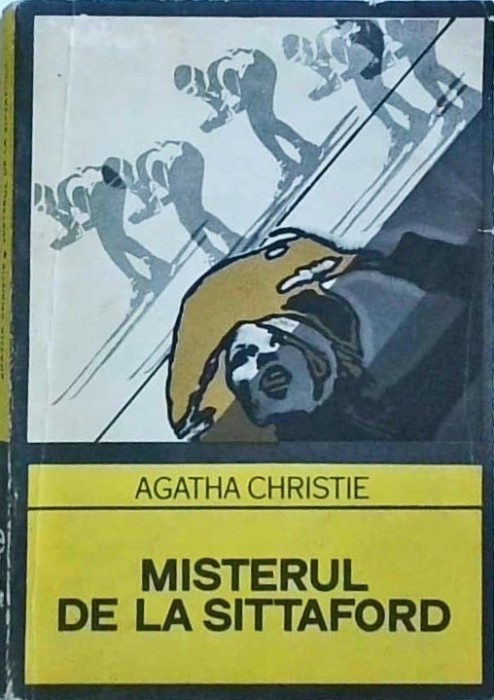 AGATHA CHRISTIE
MISTERUL
DE LA SITTAFORD